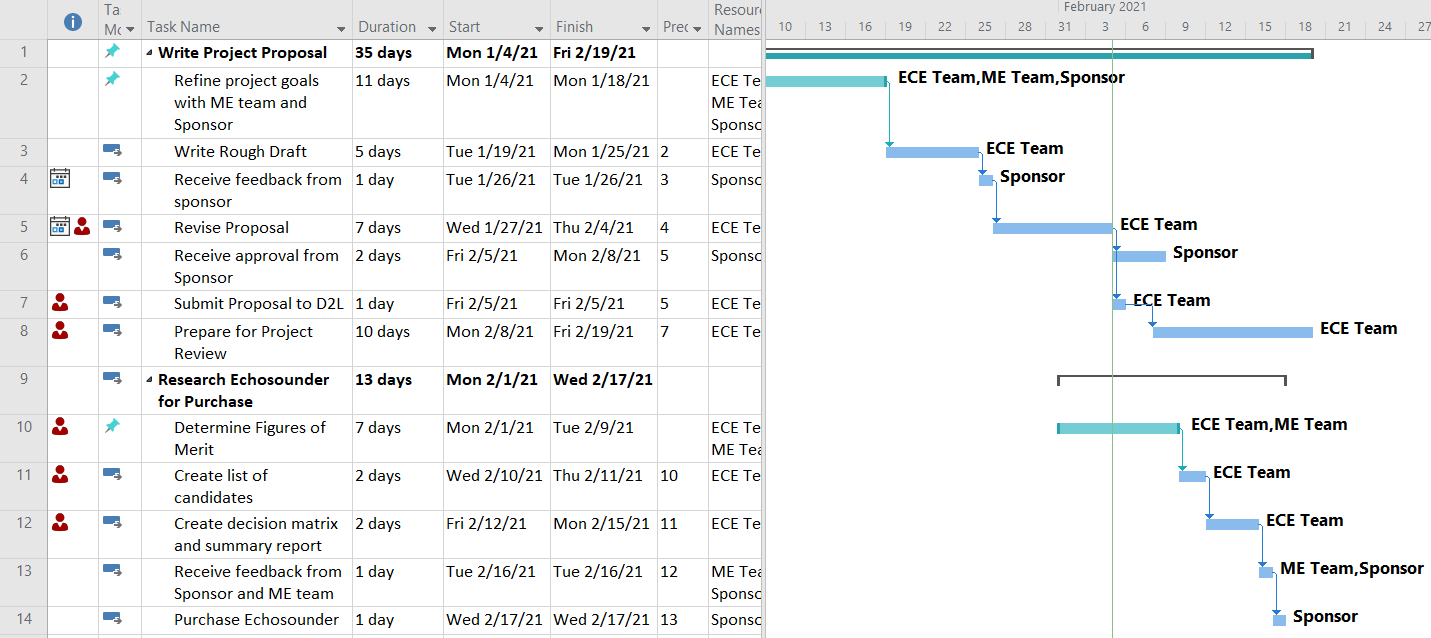 Ta
Mo
Task Name
Duration
Start
Finish
Prec
Resour
Names
February 2021
10 13 16 19 22 25 28 31 3 6 9 12 15 18 21 24 27
1 Write Project Proposal 35 days Mon 1/4/21 Fri 2/19/21
2 Refine project goals 11 days Mon 1/4/21 Mon 1/18/21 ECE Te ECE Team,ME Team,Sponsor
with ME team and ME Tea
Sponsor Sponso
3 Write Rough Draft 5 days Tue 1/19/21 Mon 1/25/21 2 ECE Te ECE Team
4 Receive feedback from 1 day Tue 1/26/21 Tue 1/26/21 3 Sponso Sponsor
sponsor
5 Revise Proposal 7 days Wed 1/27/21 Thu 2/4/21 4 ECE Te ECE Team
6 Receive approval from 2 days Fri 2/5/21 Mon 2/8/21 5 Sponso Sponsor
Sponsor
7 Submit Proposal to D2L 1 day Fri 2/5/21 Fri 2/5/21 5 ECE Te ECE Team
8 Prepare for Project 10 days Mon 2/8/21 Fri 2/19/21 7 ECE Te ECE Team
Review
9 Research Echosounder 13 days Mon 2/1/21 Wed 2/17/21
for Purchase
10 Determine Figures of 7 days Mon 2/1/21 Tue 2/9/21 ECE Te ECE Team,ME Team
Merit ME Tea
11 Create list of 2 days Wed 2/10/21 Thu 2/11/21 10 ECE Te ECE Team
candidates
12 Create decision matrix 2 days Fri 2/12/21 Mon 2/15/21 11 ECE Te ECE Team
and summary report
13 Receive feedback from 1 day Tue 2/16/21 Tue 2/16/21 12 ME Tea ME Team,Sponsor
Sponsor and ME team Sponso
14 Purchase Echosounder 1 day Wed 2/17/21 Wed 2/17/21 13 Sponso Sponsor